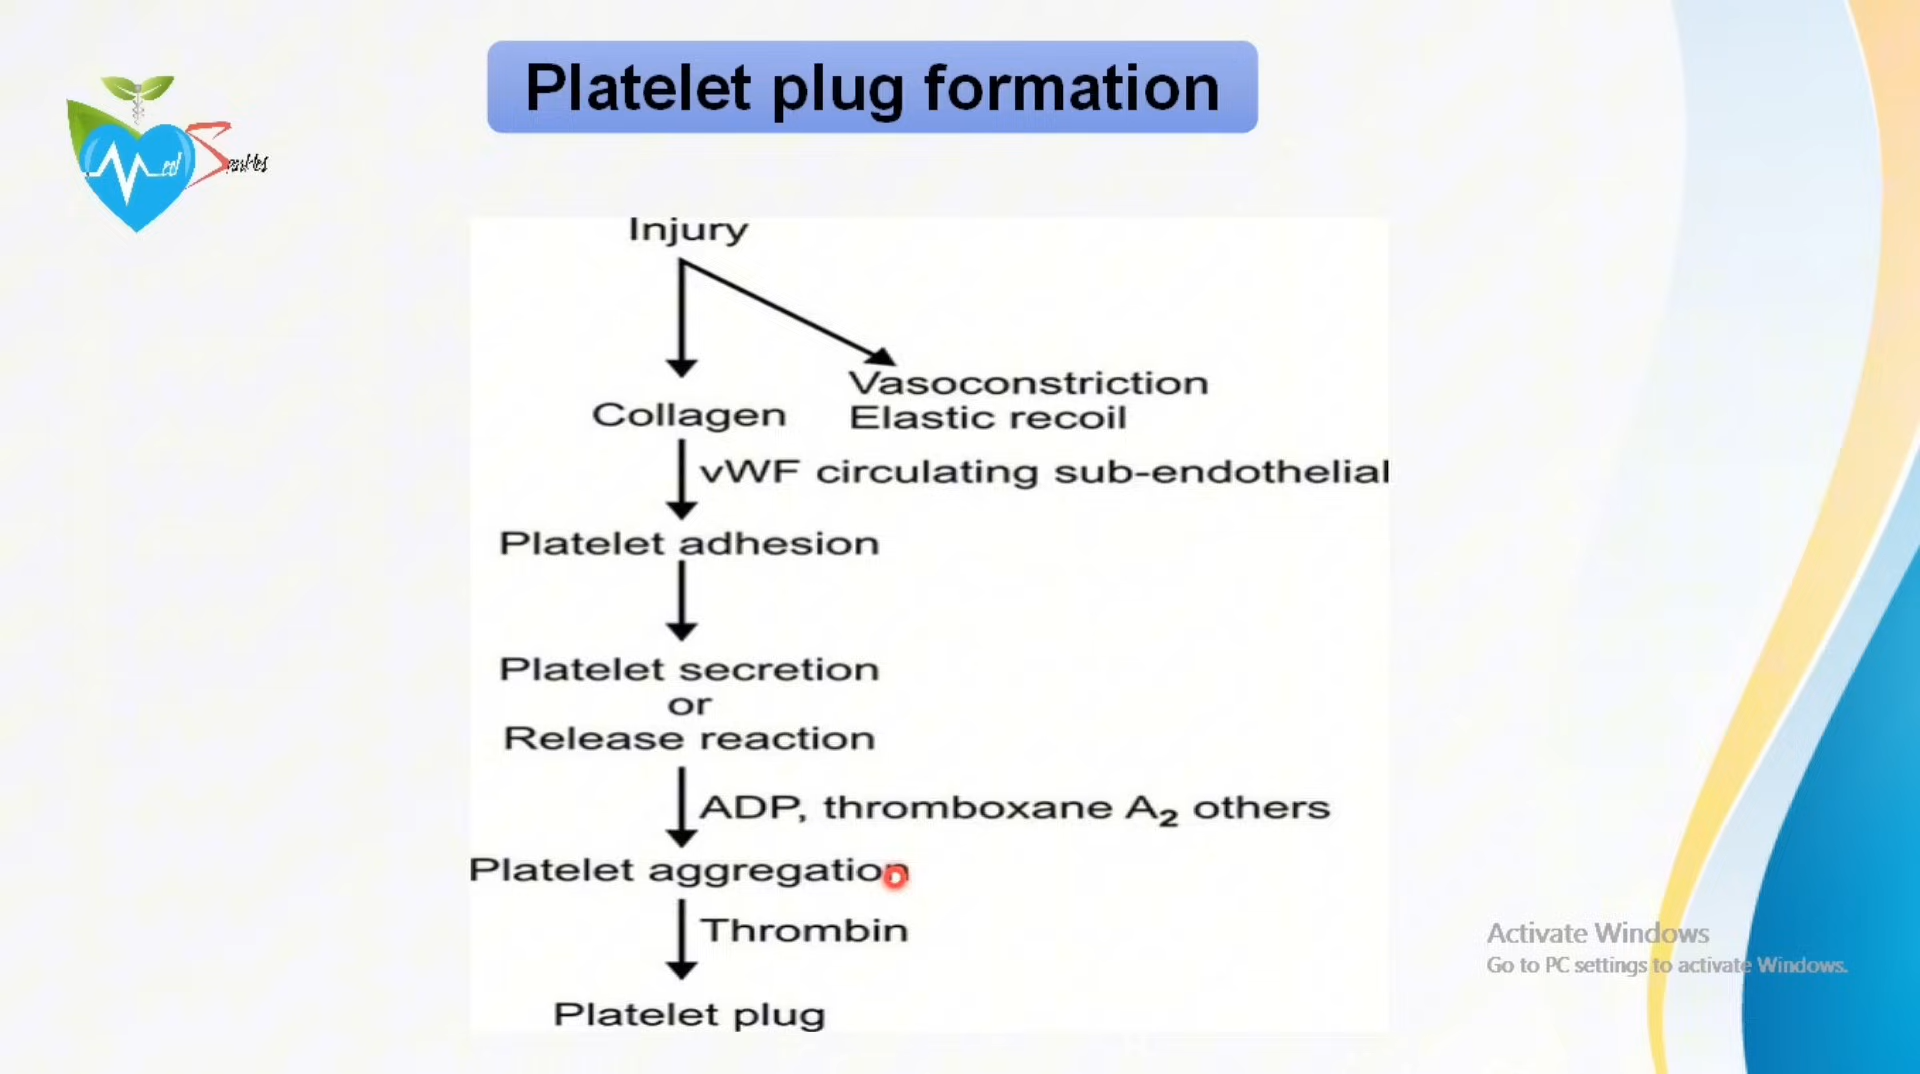 Platelet plug formation
Injury
Vasoconstriction
Collagen Elastic recoil
vWF circulating sub-endothelial
Platelet adhesion
Platelet secretion
or
Release reaction
ADP, thromboxane A₂ others
Platelet aggregation
Thrombin
Platelet plug
Activate Windows
Go to PC settings to activate Windows.